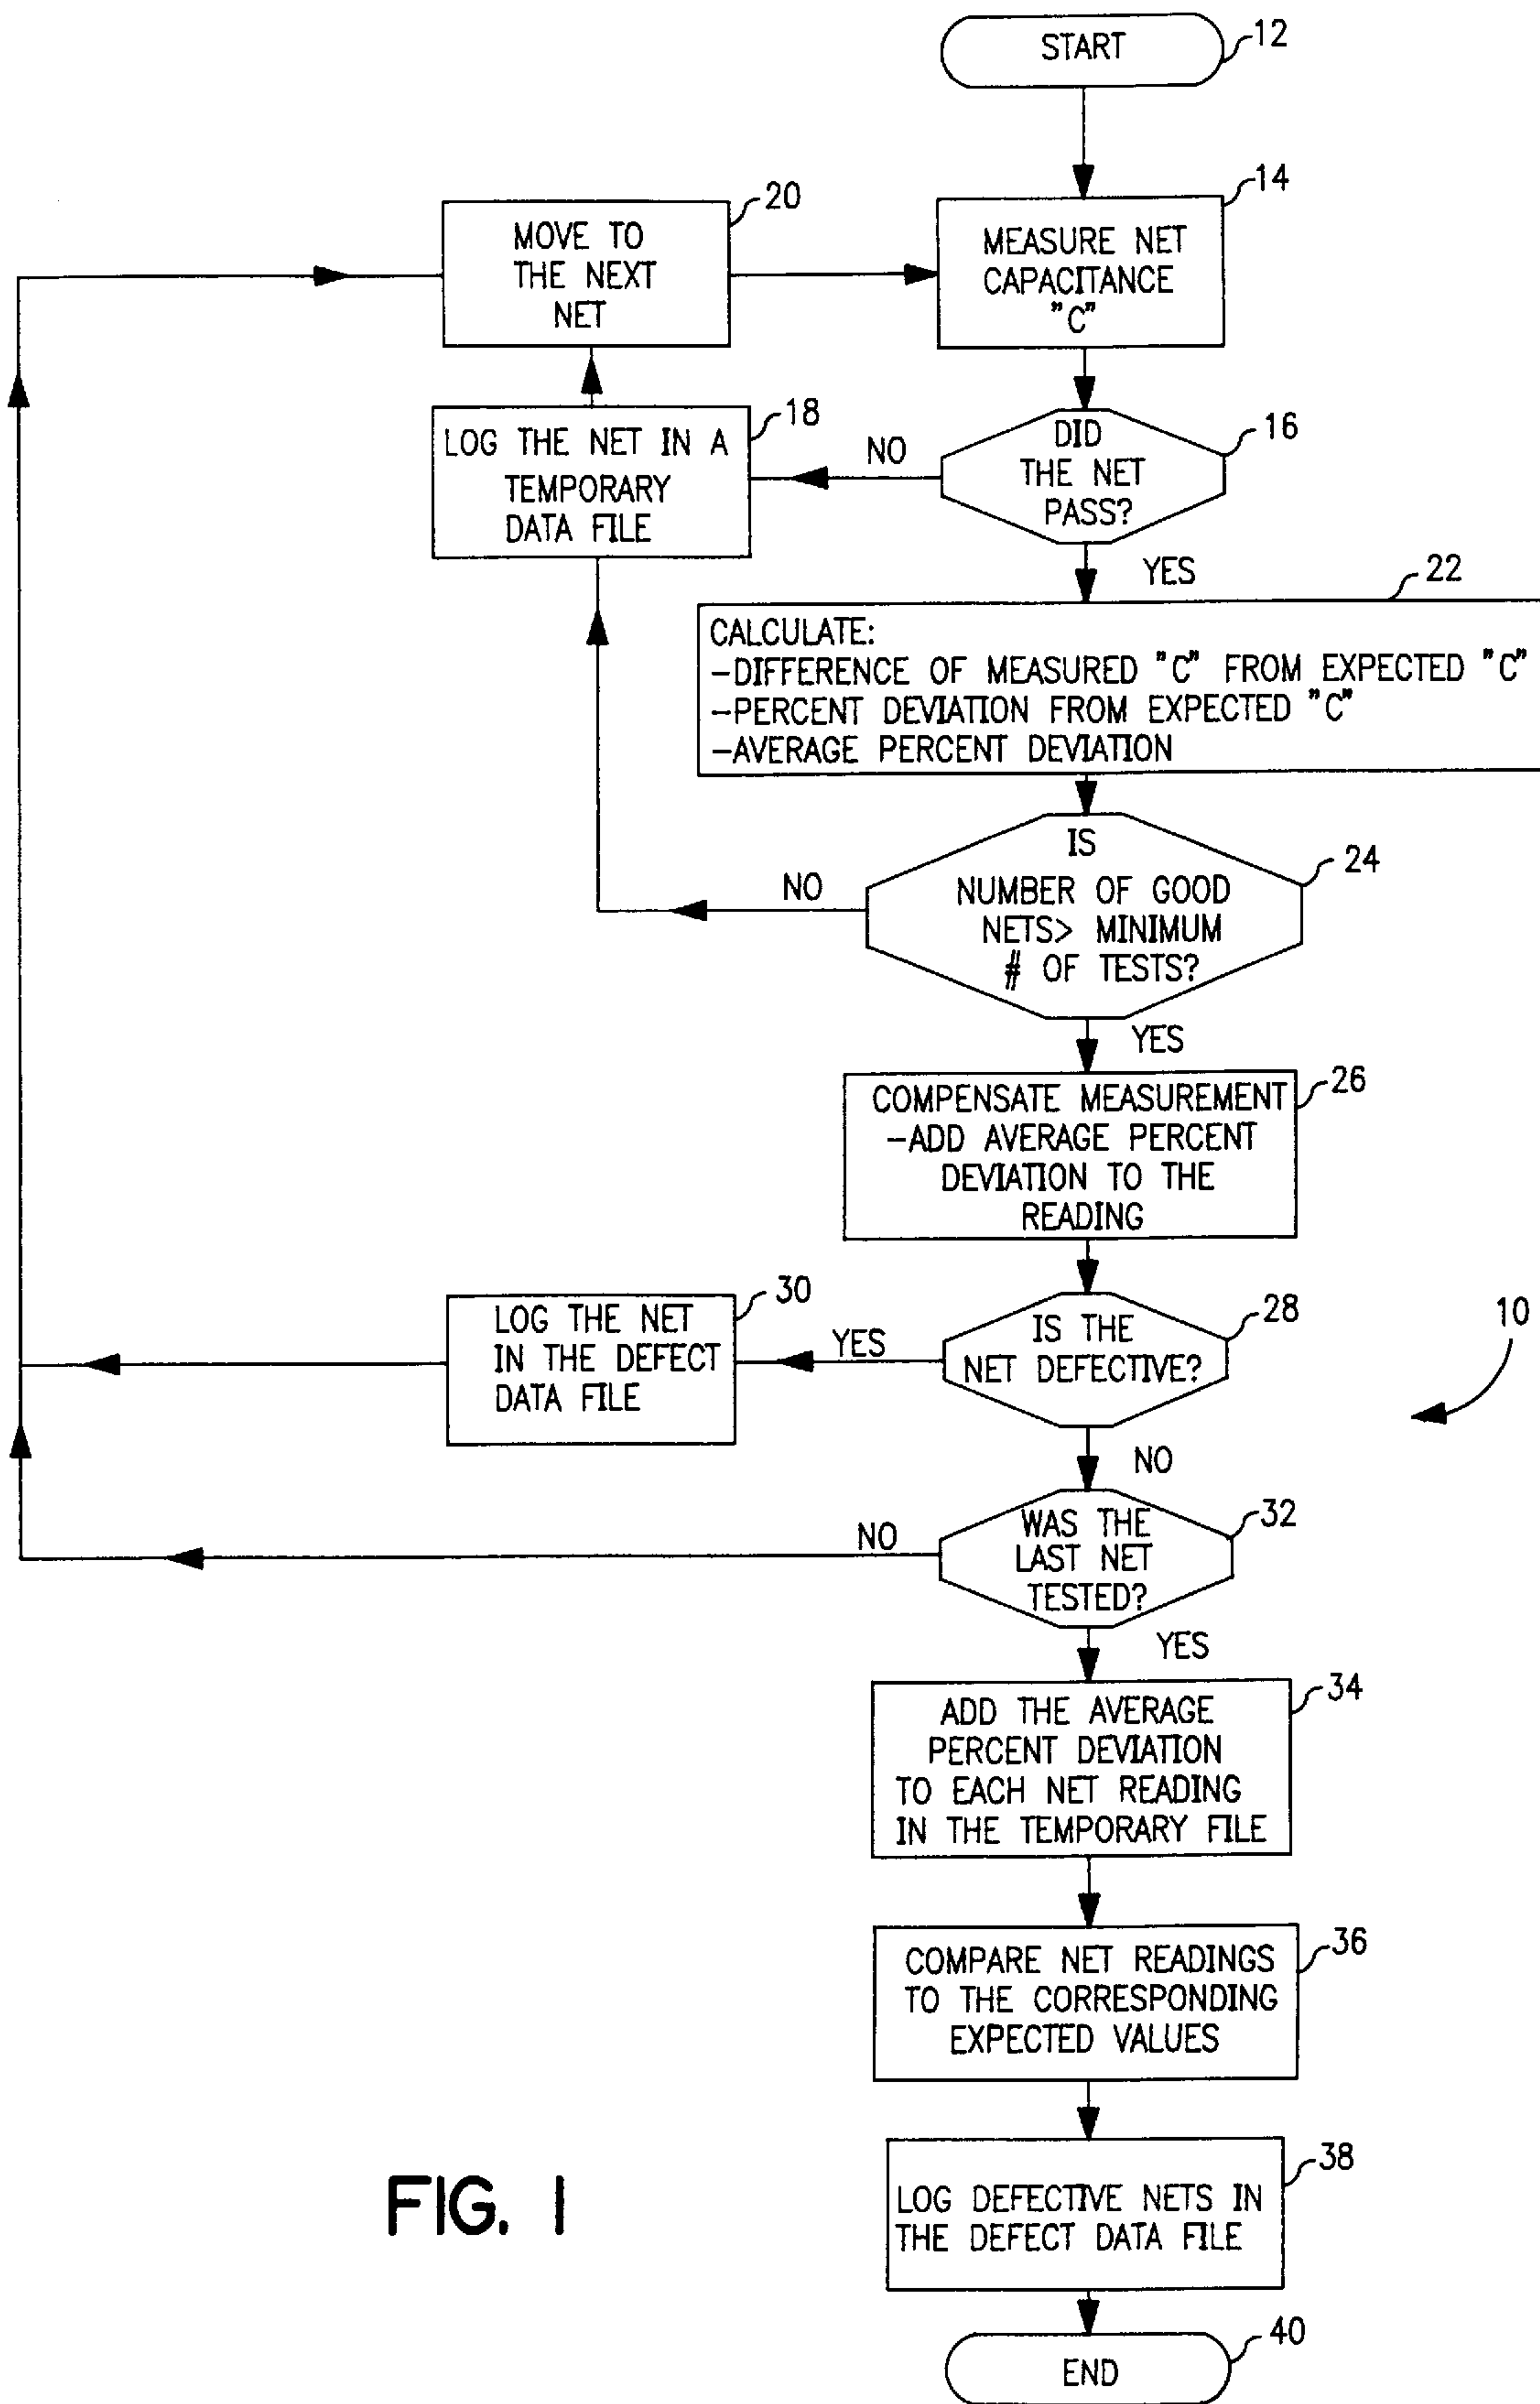 START
12
14
20
MOVE TO
THE NEXT
NET
MEASURE NET
CAPACITANCE
"C"
18
LOG THE NET IN A
TEMPORARY
DATA FILE
NO
DID
THE NET
PASS?
16
YES
22
CALCULATE:
-DIFFERENCE OF MEASURED "C" FROM EXPECTED "C"
-PERCENT DEVIATION FROM EXPECTED "C"
-AVERAGE PERCENT DEVIATION
IS
NUMBER OF GOOD
NETS> MINIMUM
# OF TESTS?
24
NO
YES
26
COMPENSATE MEASUREMENT
-ADD AVERAGE PERCENT
DEVIATION TO THE
READING
30
LOG THE NET
IN THE DEFECT
DATA FILE
YES
IS THE
NET DEFECTIVE?
28
10
NO
NO
WAS THE
LAST NET
TESTED?
32
YES
34
ADD THE AVERAGE
PERCENT DEVIATION
TO EACH NET READING
IN THE TEMPORARY FILE
36
COMPARE NET READINGS
TO THE CORRESPONDING
EXPECTED VALUES
38
LOG DEFECTIVE NETS IN
THE DEFECT DATA FILE
FIG. 1
40
END